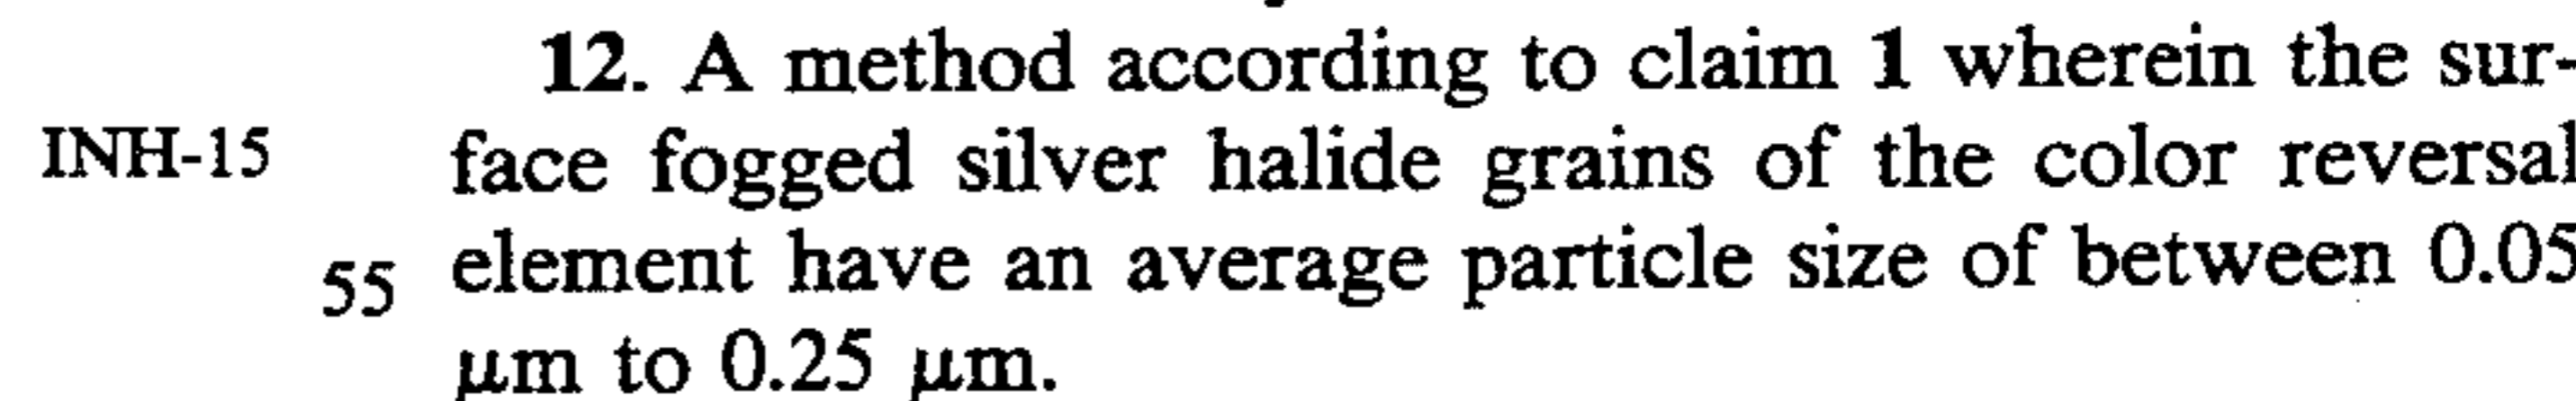 12. A method according to claim 1 wherein the sur-
INH-15 face fogged silver halide grains of the color reversal
55 element have an average particle size of between 0.05
μm to 0.25 μm.